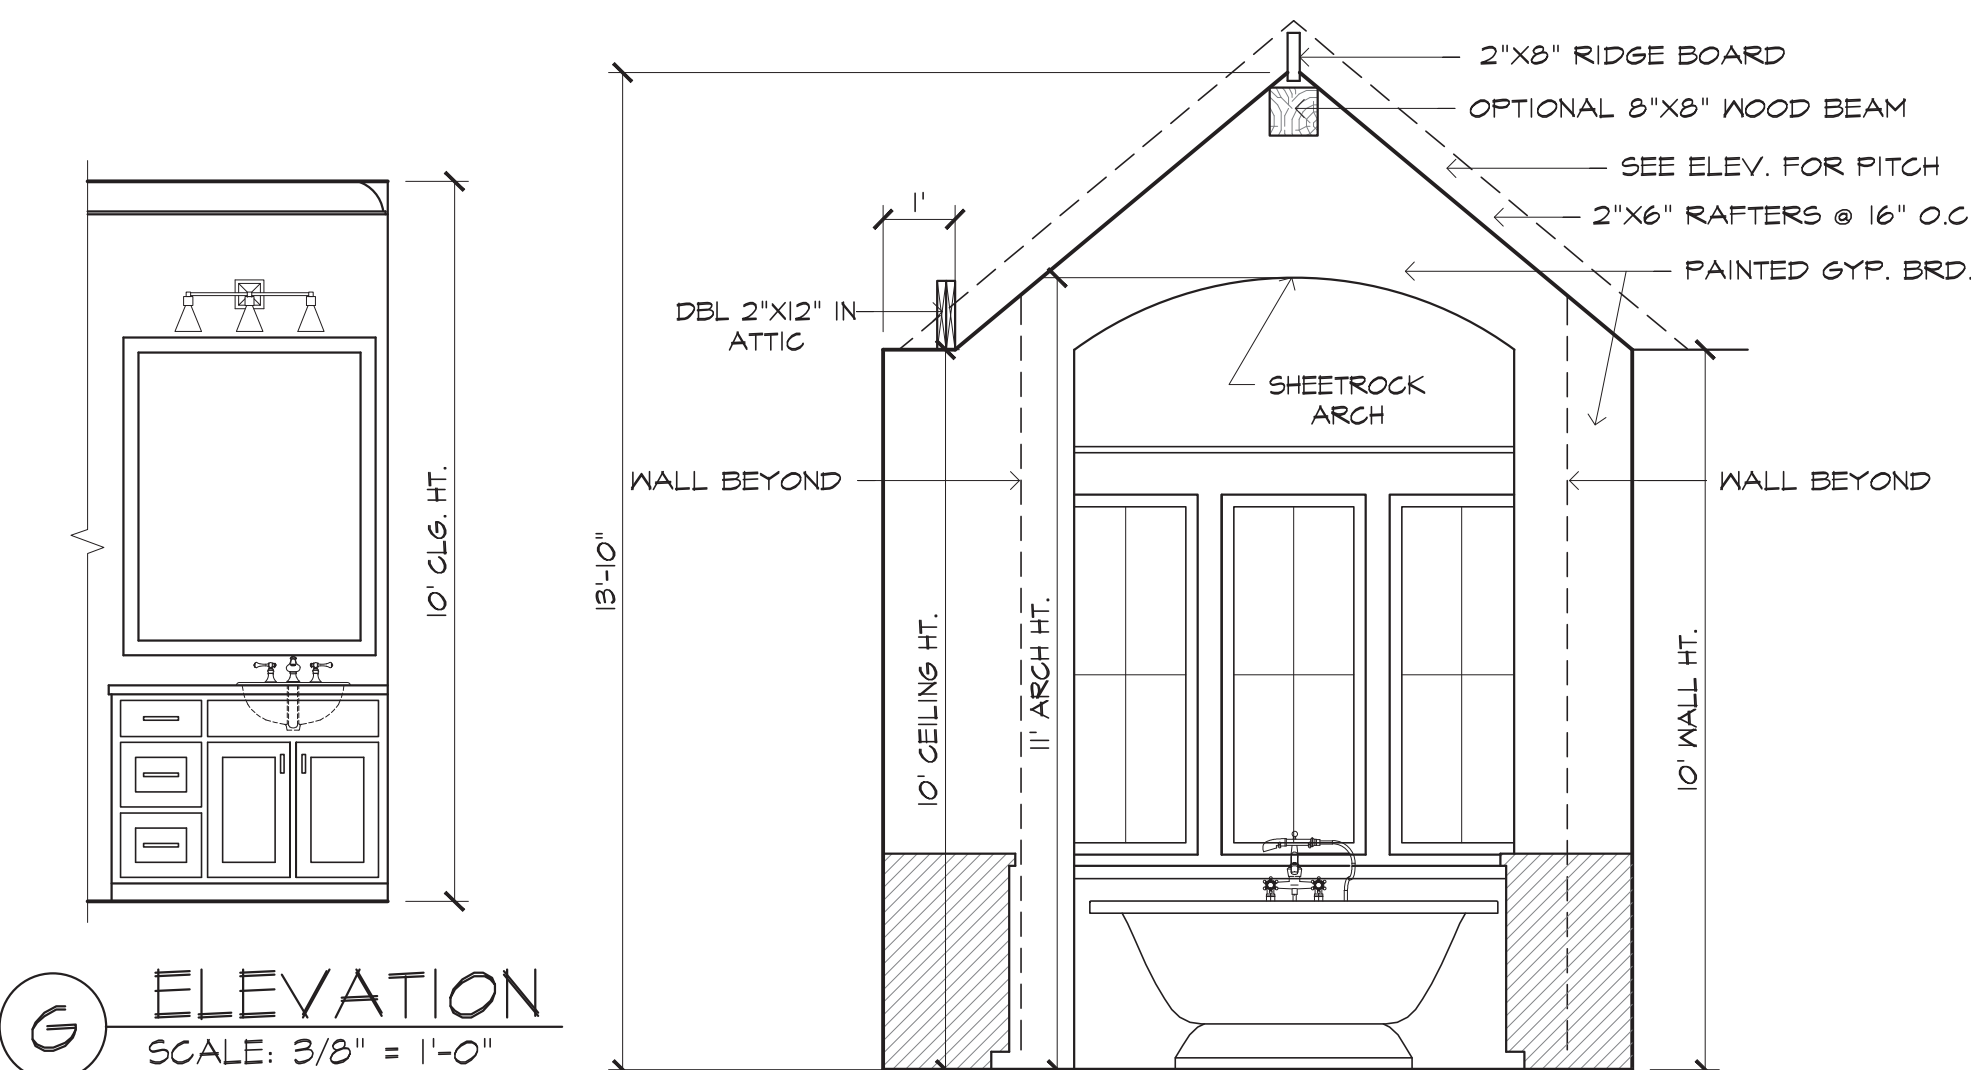 2"X8" RIDGE BOARD
OPTIONAL 8"X8" WOOD BEAM
SEE ELEV. FOR PITCH
2"X6" RAFTERS @ 16" O.C
PAINTED GYP. BRD.
1'
DBL 2"X12" IN
ATTIC
SHEETROCK
ARCH
WALL BEYOND
WALL BEYOND
10' CLG. HT.
13'-10"
10' CEILING HT.
11' ARCH HT.
10' WALL HT.
G
ELEVATION
SCALE: 3/8" = 1'-0"